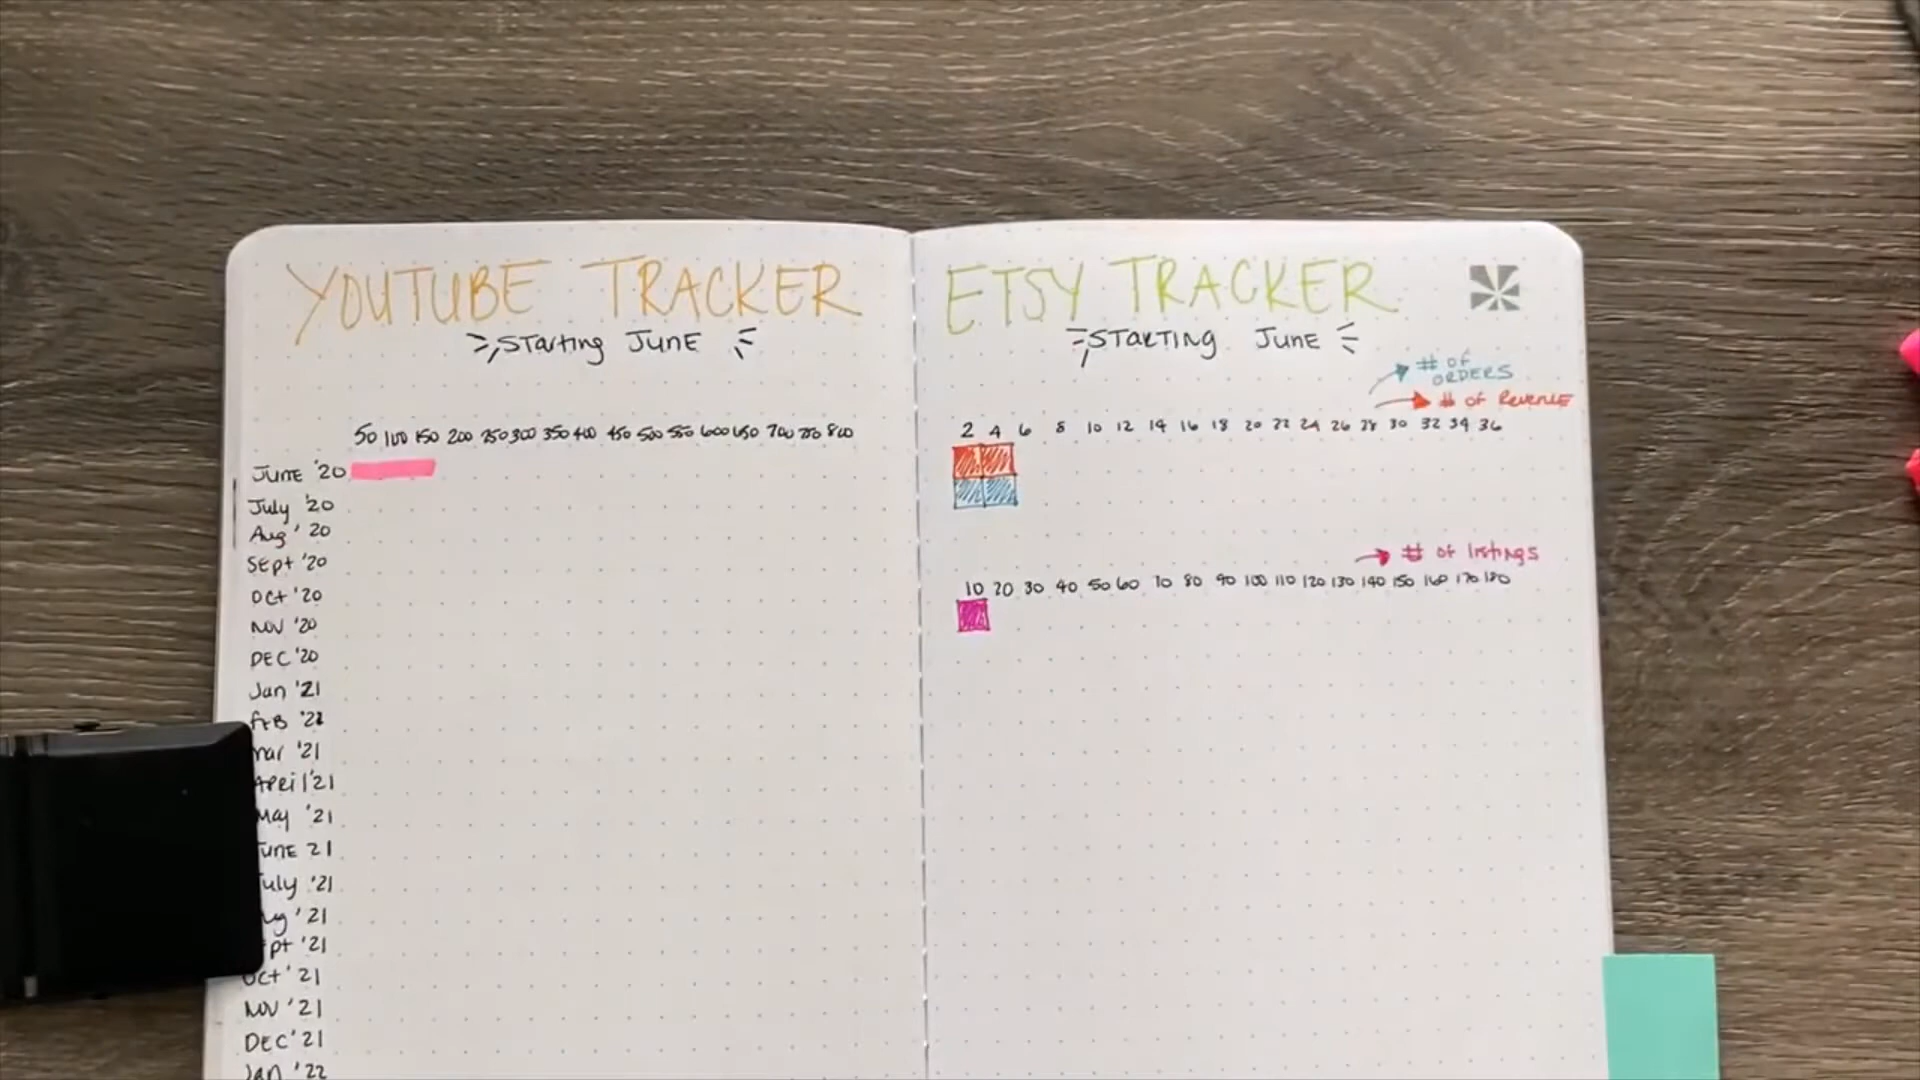 YOUTUBE TRACKER
Starting June
50 100 150 200 250 300 350 400 450 500 550 600 650 700 750 800
June '20
July '20
Aug ' 20
Sept '20
Oct '20
Nov '20
DEC '20
Jan '21
FEB '21
mar '21
April '21
May '21
June 21
July '21
Aug '21
Sept '21
Oct '21
NOV '21
DEC '21
Jan '22
ETSY TRACKER
STARTING June
# of
ORDERS
# of Revenue
2 4 6 8 10 12 14 16 18 20 22 24 26 28 30 32 34 36
# of listings
10 20 30 40 50 60 70 80 90 100 110 120 130 140 150 160 170 180